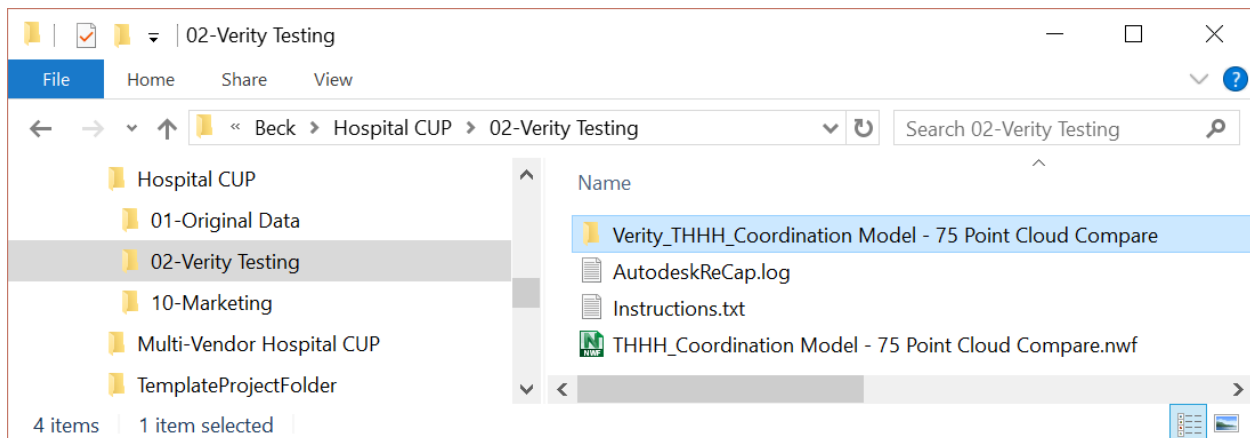 02-Verity Testing
File Home Share View
?
« Beck > Hospital CUP > 02-Verity Testing Search 02-Verity Testing
Hospital CUP
01-Original Data
02-Verity Testing
10-Marketing
Multi-Vendor Hospital CUP
TemplateProjectFolder
Name
Verity_THHH_Coordination Model - 75 Point Cloud Compare
AutodeskReCap.log
Instructions.txt
N NWF THHH_Coordination Model - 75 Point Cloud Compare.nwf
4 items 1 item selected